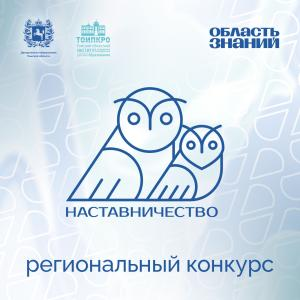 ТОИПКРО
ОБЛАСТЬ
ЗНАНИЙ
НАСТАВНИЧЕСТВО
региональный конкурс